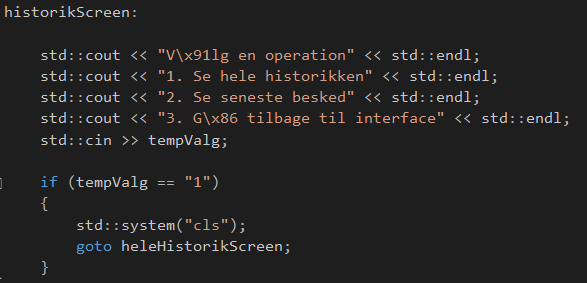 historikScreen:
std::cout << "V\x91lg en operation" << std::endl;
std::cout << "1. Se hele historikken" << std::endl;
std::cout << "2. Se seneste besked" << std::endl;
std::cout << "3. G\x86 tilbage til interface" << std::endl;
std::cin >> tempValg;
if (tempValg == "1")
{
std::system("cls");
goto heleHistorikScreen;
}